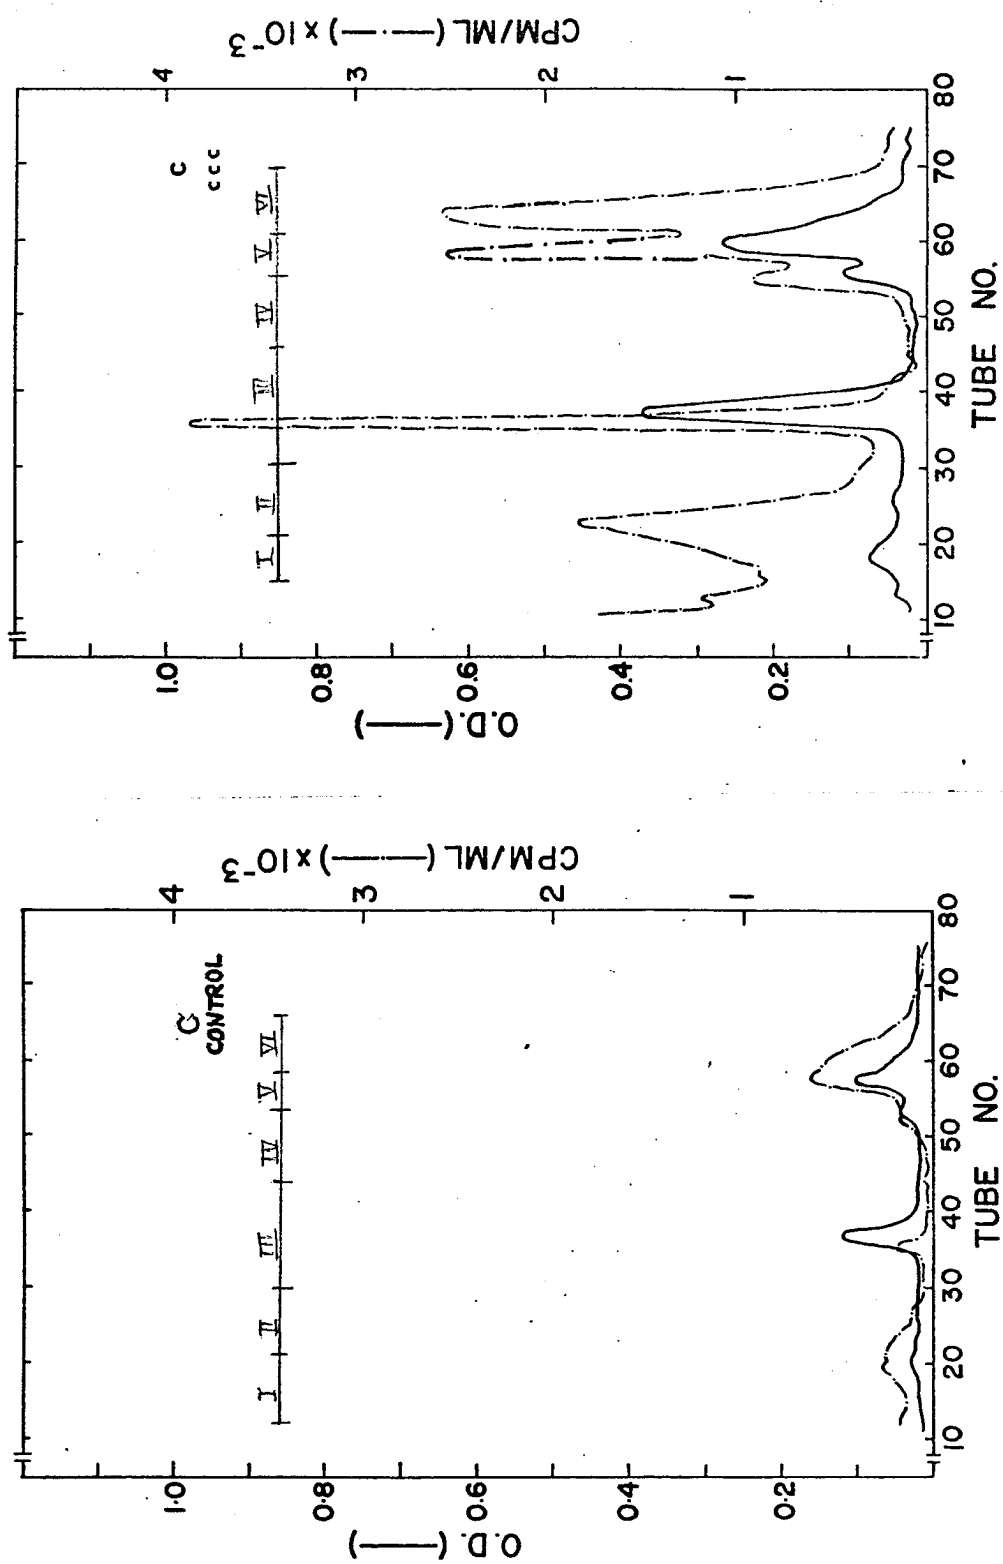 C̆
CONTROL
I II III IV V VI
O.D. (——)
1.0
0.8
0.6
0.4
0.2
CPM/ML (—·—) x10-3
4
3
2
1
10 20 30 40 50 60 70 80
TUBE NO.
C
CCC
I II III IV V VI
O.D. (——)
1.0
0.8
0.6
0.4
0.2
CPM/ML (—·—) x10-3
4
3
2
1
10 20 30 40 50 60 70 80
TUBE NO.